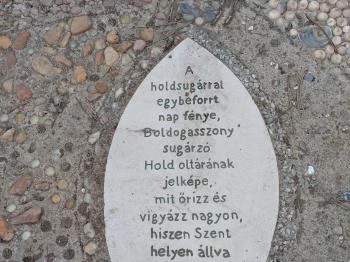 A
holdsugárral
egybeforrt
nap fénye,
Boldogasszony
sugárzó
Hold oltárának
jelképe,
mit őrizz és
vigyázz nagyon,
hiszen Szent
helyen állva